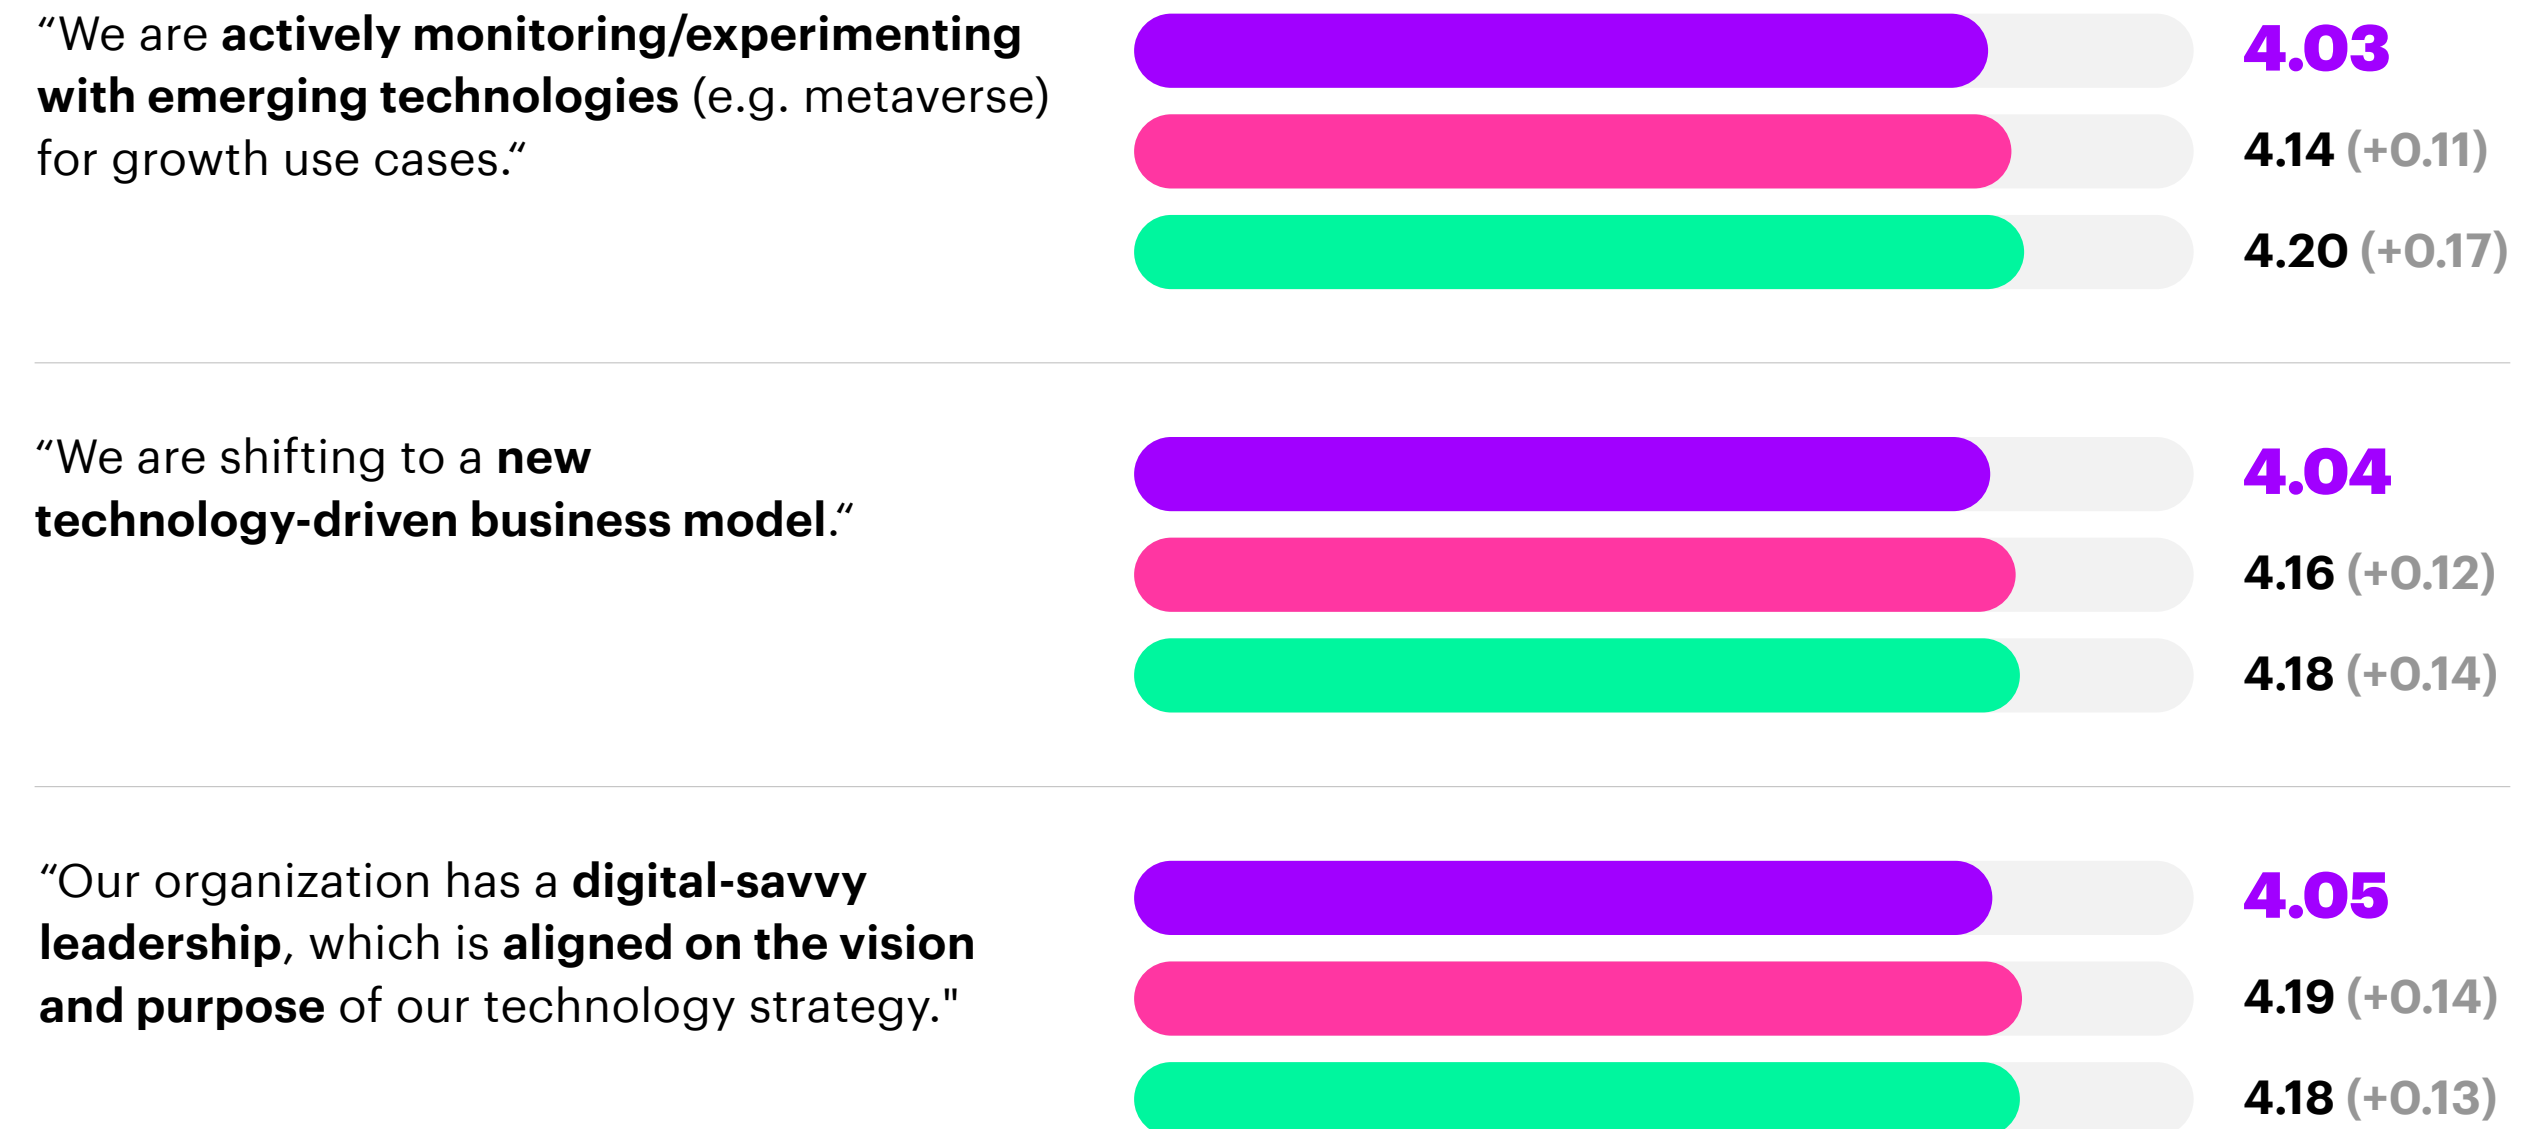 “We are actively monitoring/experimenting
with emerging technologies (e.g. metaverse)
for growth use cases.“
4.03
4.14 (+0.11)
4.20 (+0.17)
“We are shifting to a new
technology-driven business model.“
4.04
4.16 (+0.12)
4.18 (+0.14)
“Our organization has a digital-savvy
leadership, which is aligned on the vision
and purpose of our technology strategy."
4.05
4.19 (+0.14)
4.18 (+0.13)